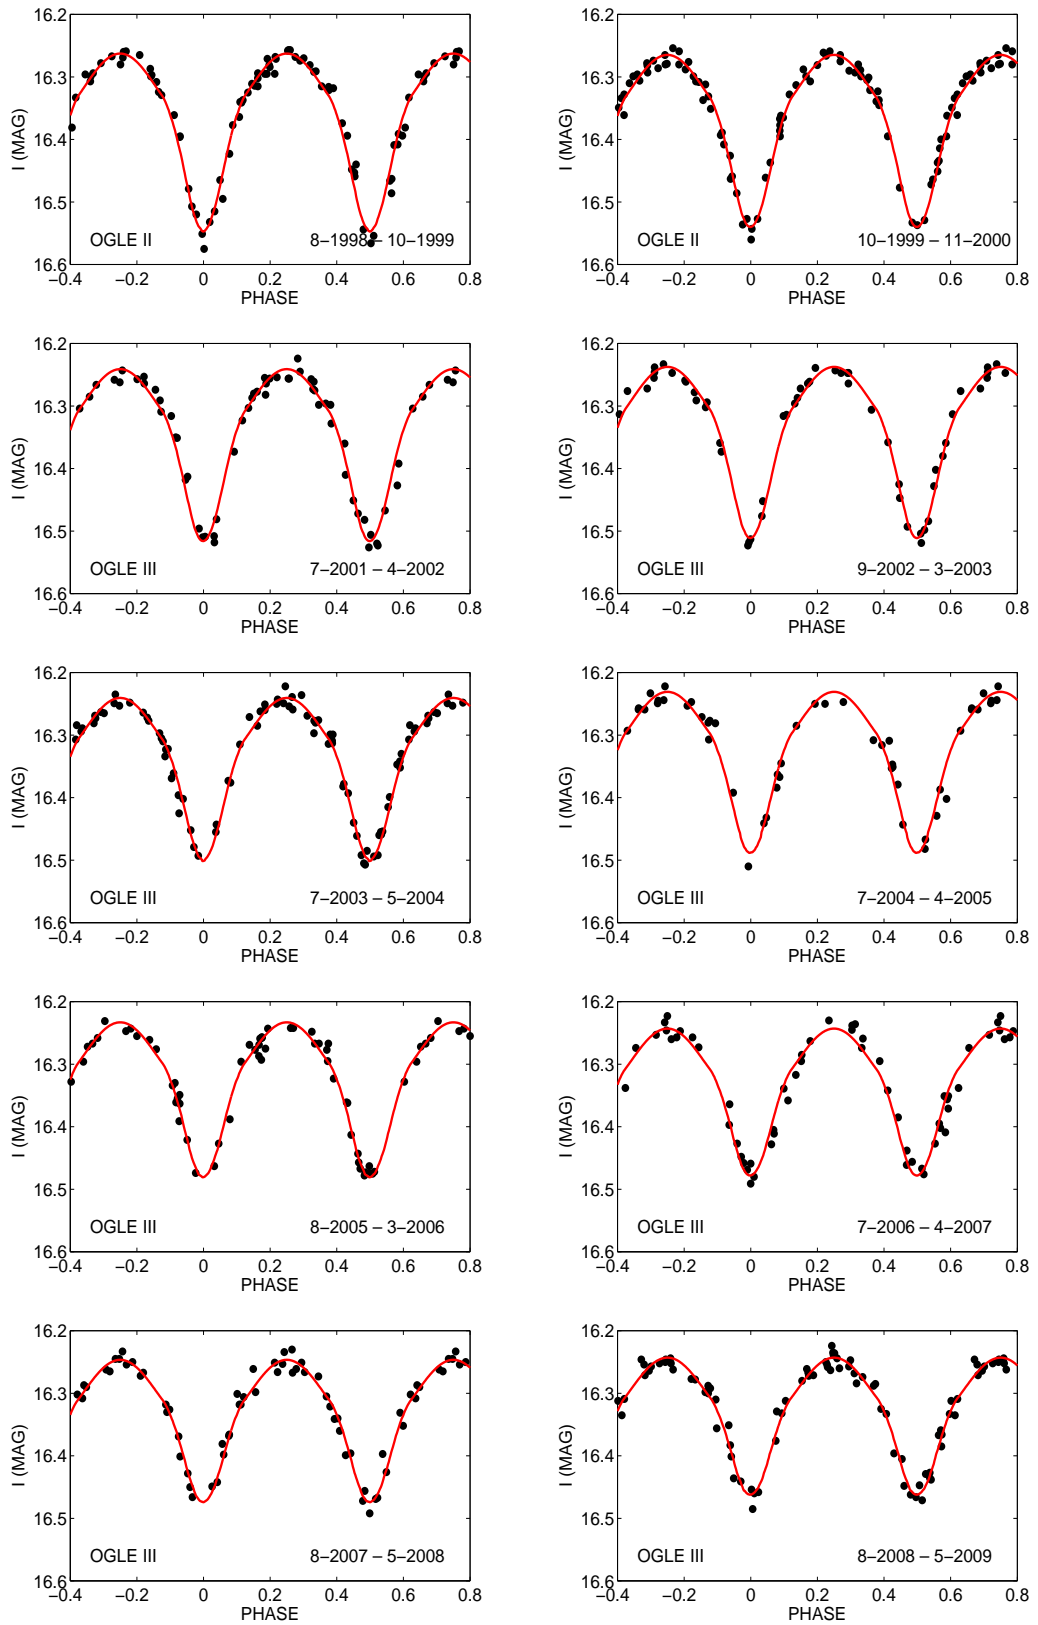 16.2
16.3
16.4
16.5
16.6
I (MAG)
OGLE II
8−1998 − 10−1999
−0.4 −0.2 0 0.2 0.4 0.6 0.8
PHASE
16.2
16.3
16.4
16.5
16.6
I (MAG)
OGLE II
10−1999 − 11−2000
−0.4 −0.2 0 0.2 0.4 0.6 0.8
PHASE
16.2
16.3
16.4
16.5
16.6
I (MAG)
OGLE III
7−2001 − 4−2002
−0.4 −0.2 0 0.2 0.4 0.6 0.8
PHASE
16.2
16.3
16.4
16.5
16.6
I (MAG)
OGLE III
9−2002 − 3−2003
−0.4 −0.2 0 0.2 0.4 0.6 0.8
PHASE
16.2
16.3
16.4
16.5
16.6
I (MAG)
OGLE III
7−2003 − 5−2004
−0.4 −0.2 0 0.2 0.4 0.6 0.8
PHASE
16.2
16.3
16.4
16.5
16.6
I (MAG)
OGLE III
7−2004 − 4−2005
−0.4 −0.2 0 0.2 0.4 0.6 0.8
PHASE
16.2
16.3
16.4
16.5
16.6
I (MAG)
OGLE III
8−2005 − 3−2006
−0.4 −0.2 0 0.2 0.4 0.6 0.8
PHASE
16.2
16.3
16.4
16.5
16.6
I (MAG)
OGLE III
7−2006 − 4−2007
−0.4 −0.2 0 0.2 0.4 0.6 0.8
PHASE
16.2
16.3
16.4
16.5
16.6
I (MAG)
OGLE III
8−2007 − 5−2008
−0.4 −0.2 0 0.2 0.4 0.6 0.8
PHASE
16.2
16.3
16.4
16.5
16.6
I (MAG)
OGLE III
8−2008 − 5−2009
−0.4 −0.2 0 0.2 0.4 0.6 0.8
PHASE